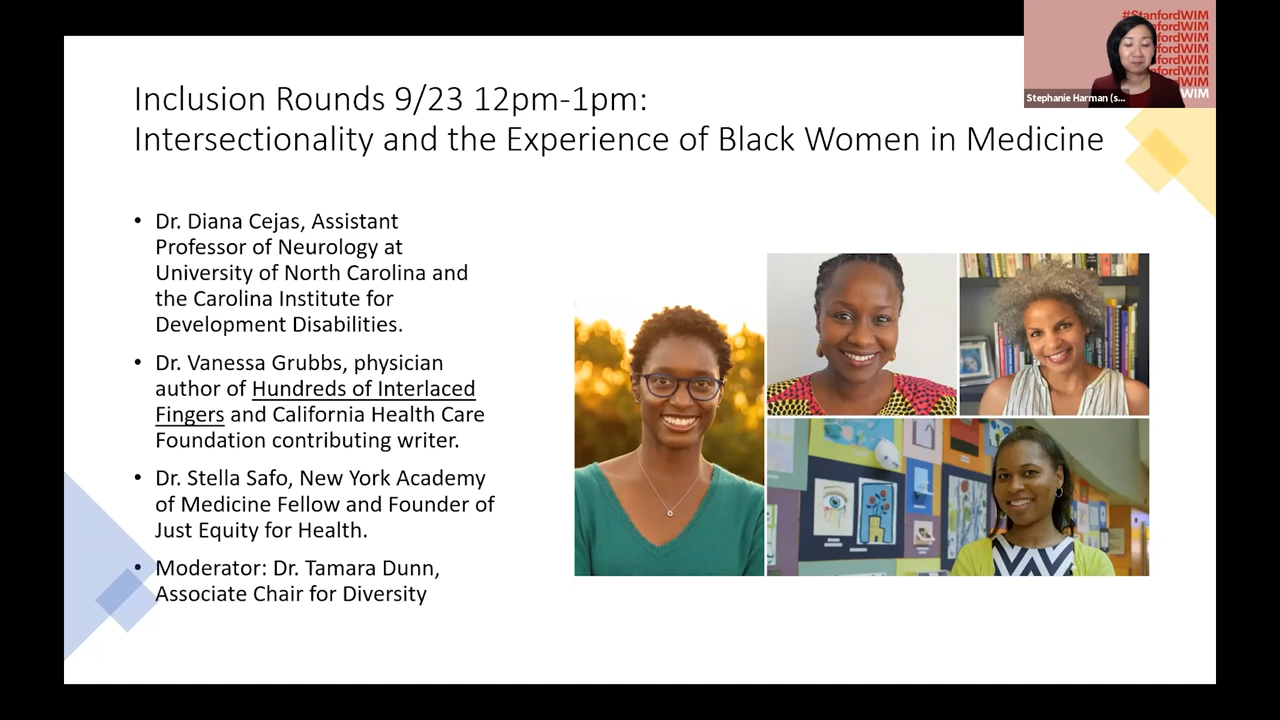 Inclusion Rounds 9/23 12pm-1pm:
Intersectionality and the Experience of Black Women in Medicine
• Dr. Diana Cejas, Assistant
Professor of Neurology at
University of North Carolina and
the Carolina Institute for
Development Disabilities.
• Dr. Vanessa Grubbs, physician
author of Hundreds of Interlaced
Fingers and California Health Care
Foundation contributing writer.
• Dr. Stella Safo, New York Academy
of Medicine Fellow and Founder of
Just Equity for Health.
• Moderator: Dr. Tamara Dunn,
Associate Chair for Diversity
#StanfordWIM
nfordWIM
fordWIM
fordWIM
fordWIM
ordWIM
nfordWIM
WIM
Stephanie Harman (s...